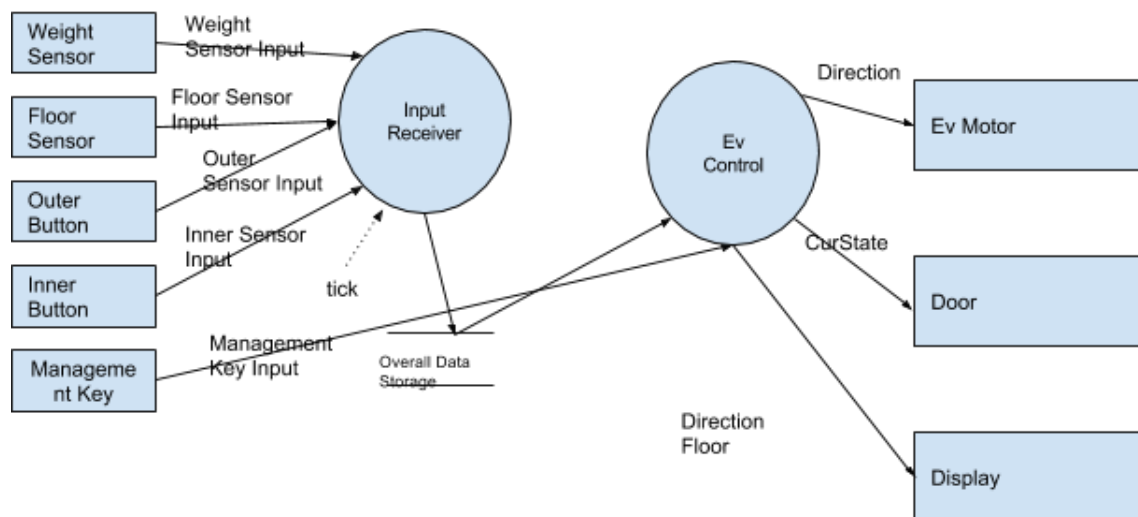 Weight
Sensor
Weight
Sensor Input
Floor
Sensor
Floor Sensor
Input
Outer
Button
Outer
Sensor Input
Inner
Button
Inner Sensor
Input
Manageme
nt Key
Management
Key Input
Input
Receiver
tick
Overall Data
Storage
Ev
Control
Direction
CurState
Direction
Floor
Ev Motor
Door
Display